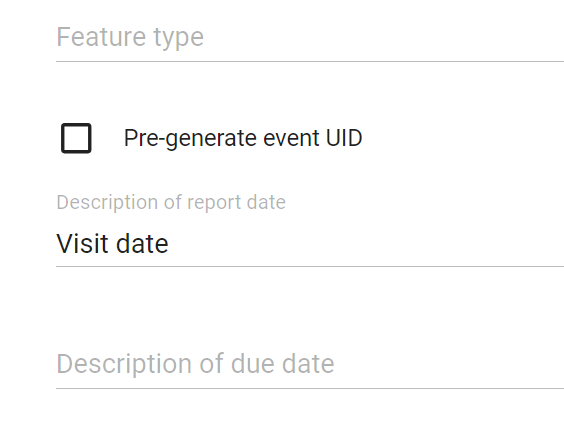 Feature type
Pre-generate event UID
Description of report date
Visit date
Description of due date